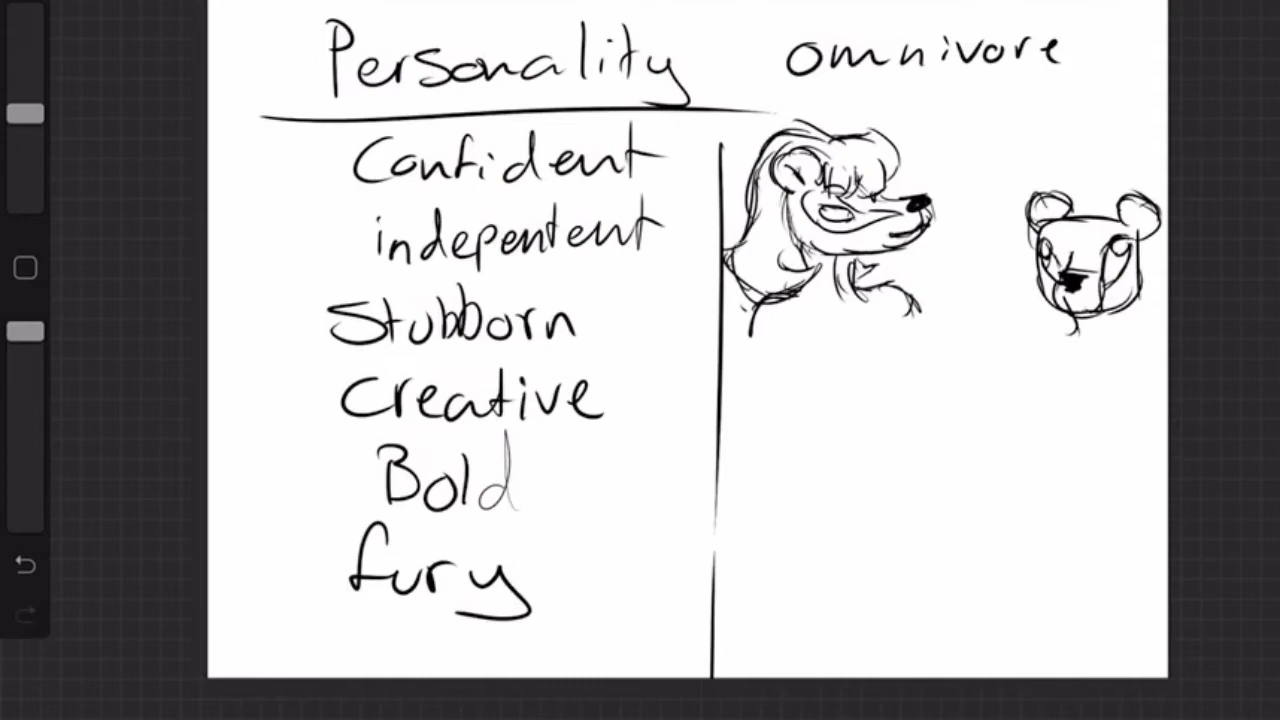 Personality
omnivore
Confident
indepentent
Stubborn
Creative
Bold
fury